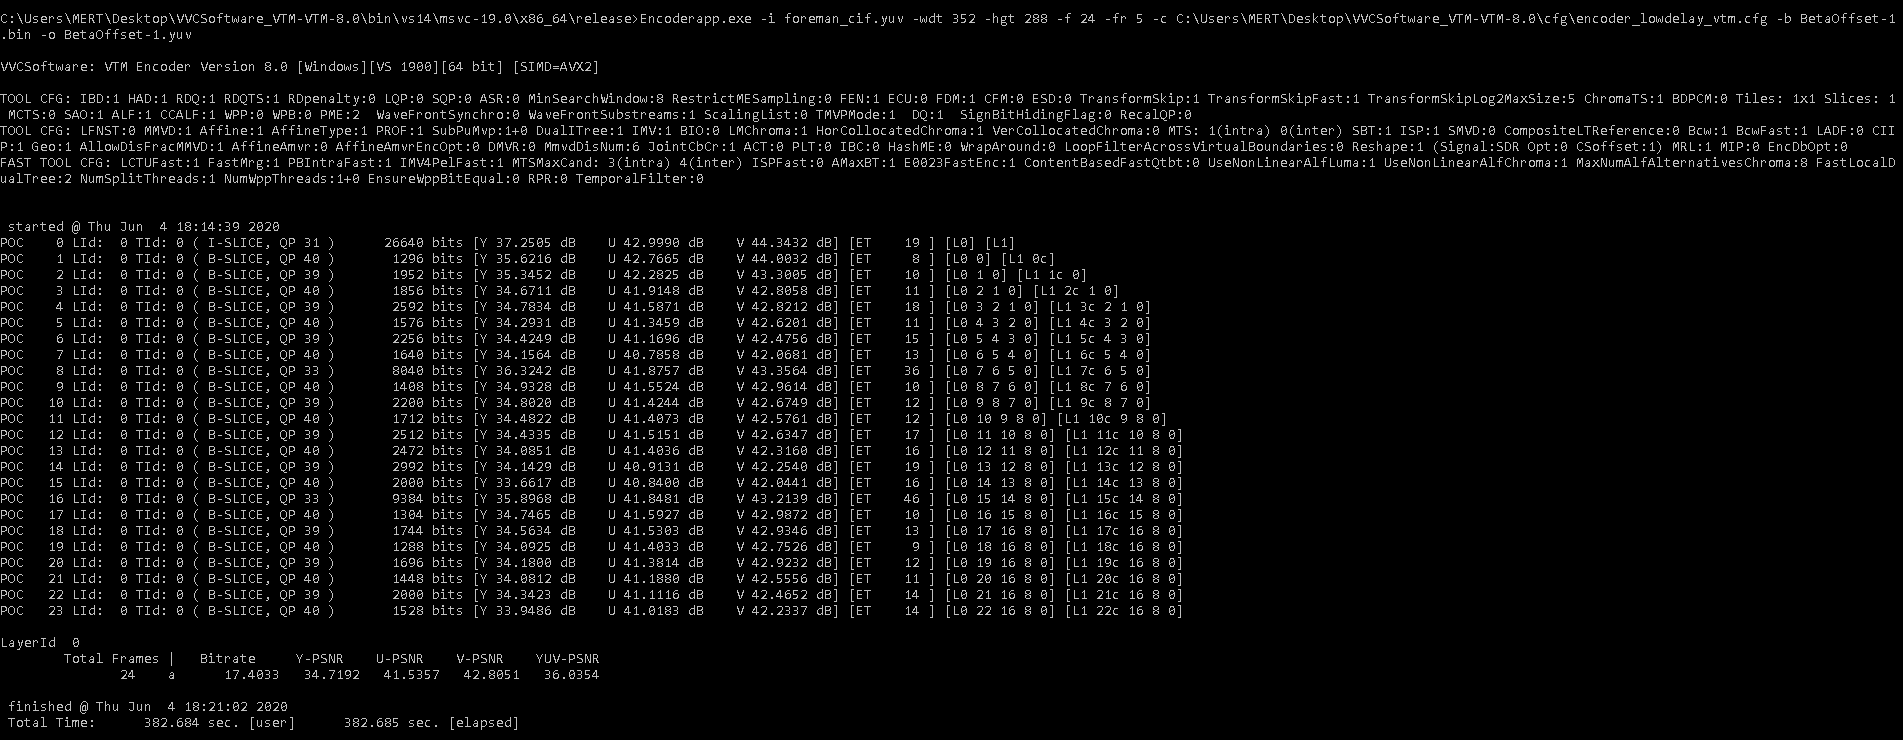 C:\Users\MERT\Desktop\VVCSoftware_VTM-VTM-8.0\bin\vs14\msvc-19.0\x86_64\release>Encoderapp.exe -i foreman_cif.yuv -wdt 352 -hgt 288 -f 24 -fr 5 -c C:\Users\MERT\Desktop\VVCSoftware_VTM-VTM-8.0\cfg\encoder_lowdelay_vtm.cfg -b BetaOffset-1
.bin -o BetaOffset-1.yuv
VVCSoftware: VTM Encoder Version 8.0 [Windows][VS 1900][64 bit] [SIMD=AVX2]
TOOL CFG: IBD:1 HAD:1 RDQ:1 RDQTS:1 RDpenalty:0 LQP:0 SQP:0 ASR:0 MinSearchWindow:8 RestrictMESampling:0 FEN:1 ECU:0 FDM:1 CFM:0 ESD:0 TransformSkip:1 TransformSkipFast:1 TransformSkipLog2MaxSize:5 ChromaTS:1 BDPCM:0 Tiles: 1x1 Slices: 1
MCTS:0 SAO:1 ALF:1 CCALF:1 WPP:0 WPB:0 PME:2 WaveFrontSynchro:0 WaveFrontSubstreams:1 ScalingList:0 TMVPMode:1 DQ:1 SignBitHidingFlag:0 RecalQP:0
TOOL CFG: LFNST:0 MMVD:1 Affine:1 AffineType:1 PROF:1 SubPuMvp:1+0 DualITree:1 IMV:1 BIO:0 LMChroma:1 HorCollocatedChroma:1 VerCollocatedChroma:0 MTS: 1(intra) 0(inter) SBT:1 ISP:1 SMVD:0 CompositeLTReference:0 Bcw:1 BcwFast:1 LADF:0 CII
P:1 Geo:1 AllowDisFracMMVD:1 AffineAmvr:0 AffineAmvrEncOpt:0 DMVR:0 MmvdDisNum:6 JointCbCr:1 ACT:0 PLT:0 IBC:0 HashME:0 WrapAround:0 LoopFilterAcrossVirtualBoundaries:0 Reshape:1 (Signal:SDR Opt:0 CSoffset:1) MRL:1 MIP:0 EncDbOpt:0
FAST TOOL CFG: LCTUFast:1 FastMrg:1 PBIntraFast:1 IMV4PelFast:1 MTSMaxCand: 3(intra) 4(inter) ISPFast:0 AMaxBT:1 E0023FastEnc:1 ContentBasedFastQtbt:0 UseNonLinearAlfLuma:1 UseNonLinearAlfChroma:1 MaxNumAlfAlternativesChroma:8 FastLocalD
ualTree:2 NumSplitThreads:1 NumWppThreads:1+0 EnsureWppBitEqual:0 RPR:0 TemporalFilter:0
started @ Thu Jun 4 18:14:39 2020
POC 0 LId: 0 TId: 0 ( I-SLICE, QP 31 ) 26640 bits [Y 37.2505 dB U 42.9990 dB V 44.3432 dB] [ET 19 ] [L0] [L1]
POC 1 LId: 0 TId: 0 ( B-SLICE, QP 40 ) 1296 bits [Y 35.6216 dB U 42.7665 dB V 44.0032 dB] [ET 8 ] [L0 0] [L1 0c]
POC 2 LId: 0 TId: 0 ( B-SLICE, QP 39 ) 1952 bits [Y 35.3452 dB U 42.2825 dB V 43.3005 dB] [ET 10 ] [L0 1 0] [L1 1c 0]
POC 3 LId: 0 TId: 0 ( B-SLICE, QP 40 ) 1856 bits [Y 34.6711 dB U 41.9148 dB V 42.8058 dB] [ET 11 ] [L0 2 1 0] [L1 2c 1 0]
POC 4 LId: 0 TId: 0 ( B-SLICE, QP 39 ) 2592 bits [Y 34.7834 dB U 41.5871 dB V 42.8212 dB] [ET 18 ] [L0 3 2 1 0] [L1 3c 2 1 0]
POC 5 LId: 0 TId: 0 ( B-SLICE, QP 40 ) 1576 bits [Y 34.2931 dB U 41.3459 dB V 42.6201 dB] [ET 11 ] [L0 4 3 2 0] [L1 4c 3 2 0]
POC 6 LId: 0 TId: 0 ( B-SLICE, QP 39 ) 2256 bits [Y 34.4249 dB U 41.1696 dB V 42.4756 dB] [ET 15 ] [L0 5 4 3 0] [L1 5c 4 3 0]
POC 7 LId: 0 TId: 0 ( B-SLICE, QP 40 ) 1640 bits [Y 34.1564 dB U 40.7858 dB V 42.0681 dB] [ET 13 ] [L0 6 5 4 0] [L1 6c 5 4 0]
POC 8 LId: 0 TId: 0 ( B-SLICE, QP 33 ) 8040 bits [Y 36.3242 dB U 41.8757 dB V 43.3564 dB] [ET 36 ] [L0 7 6 5 0] [L1 7c 6 5 0]
POC 9 LId: 0 TId: 0 ( B-SLICE, QP 40 ) 1408 bits [Y 34.9328 dB U 41.5524 dB V 42.9614 dB] [ET 10 ] [L0 8 7 6 0] [L1 8c 7 6 0]
POC 10 LId: 0 TId: 0 ( B-SLICE, QP 39 ) 2200 bits [Y 34.8020 dB U 41.4244 dB V 42.6749 dB] [ET 12 ] [L0 9 8 7 0] [L1 9c 8 7 0]
POC 11 LId: 0 TId: 0 ( B-SLICE, QP 40 ) 1712 bits [Y 34.4822 dB U 41.4073 dB V 42.5761 dB] [ET 12 ] [L0 10 9 8 0] [L1 10c 9 8 0]
POC 12 LId: 0 TId: 0 ( B-SLICE, QP 39 ) 2512 bits [Y 34.4335 dB U 41.5151 dB V 42.6347 dB] [ET 17 ] [L0 11 10 8 0] [L1 11c 10 8 0]
POC 13 LId: 0 TId: 0 ( B-SLICE, QP 40 ) 2472 bits [Y 34.0851 dB U 41.4036 dB V 42.3160 dB] [ET 16 ] [L0 12 11 8 0] [L1 12c 11 8 0]
POC 14 LId: 0 TId: 0 ( B-SLICE, QP 39 ) 2992 bits [Y 34.1429 dB U 40.9131 dB V 42.2540 dB] [ET 19 ] [L0 13 12 8 0] [L1 13c 12 8 0]
POC 15 LId: 0 TId: 0 ( B-SLICE, QP 40 ) 2000 bits [Y 33.6617 dB U 40.8400 dB V 42.0441 dB] [ET 16 ] [L0 14 13 8 0] [L1 14c 13 8 0]
POC 16 LId: 0 TId: 0 ( B-SLICE, QP 33 ) 9384 bits [Y 35.8968 dB U 41.8481 dB V 43.2139 dB] [ET 46 ] [L0 15 14 8 0] [L1 15c 14 8 0]
POC 17 LId: 0 TId: 0 ( B-SLICE, QP 40 ) 1304 bits [Y 34.7465 dB U 41.5927 dB V 42.9872 dB] [ET 10 ] [L0 16 15 8 0] [L1 16c 15 8 0]
POC 18 LId: 0 TId: 0 ( B-SLICE, QP 39 ) 1744 bits [Y 34.5634 dB U 41.5303 dB V 42.9346 dB] [ET 13 ] [L0 17 16 8 0] [L1 17c 16 8 0]
POC 19 LId: 0 TId: 0 ( B-SLICE, QP 40 ) 1288 bits [Y 34.0925 dB U 41.4033 dB V 42.7526 dB] [ET 9 ] [L0 18 16 8 0] [L1 18c 16 8 0]
POC 20 LId: 0 TId: 0 ( B-SLICE, QP 39 ) 1696 bits [Y 34.1800 dB U 41.3814 dB V 42.9232 dB] [ET 12 ] [L0 19 16 8 0] [L1 19c 16 8 0]
POC 21 LId: 0 TId: 0 ( B-SLICE, QP 40 ) 1448 bits [Y 34.0812 dB U 41.1880 dB V 42.5556 dB] [ET 11 ] [L0 20 16 8 0] [L1 20c 16 8 0]
POC 22 LId: 0 TId: 0 ( B-SLICE, QP 39 ) 2000 bits [Y 34.3423 dB U 41.1116 dB V 42.4652 dB] [ET 14 ] [L0 21 16 8 0] [L1 21c 16 8 0]
POC 23 LId: 0 TId: 0 ( B-SLICE, QP 40 ) 1528 bits [Y 33.9486 dB U 41.0183 dB V 42.2337 dB] [ET 14 ] [L0 22 16 8 0] [L1 22c 16 8 0]
LayerId 0
Total Frames | Bitrate Y-PSNR U-PSNR V-PSNR YUV-PSNR
24 a 17.4033 34.7192 41.5357 42.8051 36.0354
finished @ Thu Jun 4 18:21:02 2020
Total Time: 382.684 sec. [user] 382.685 sec. [elapsed]